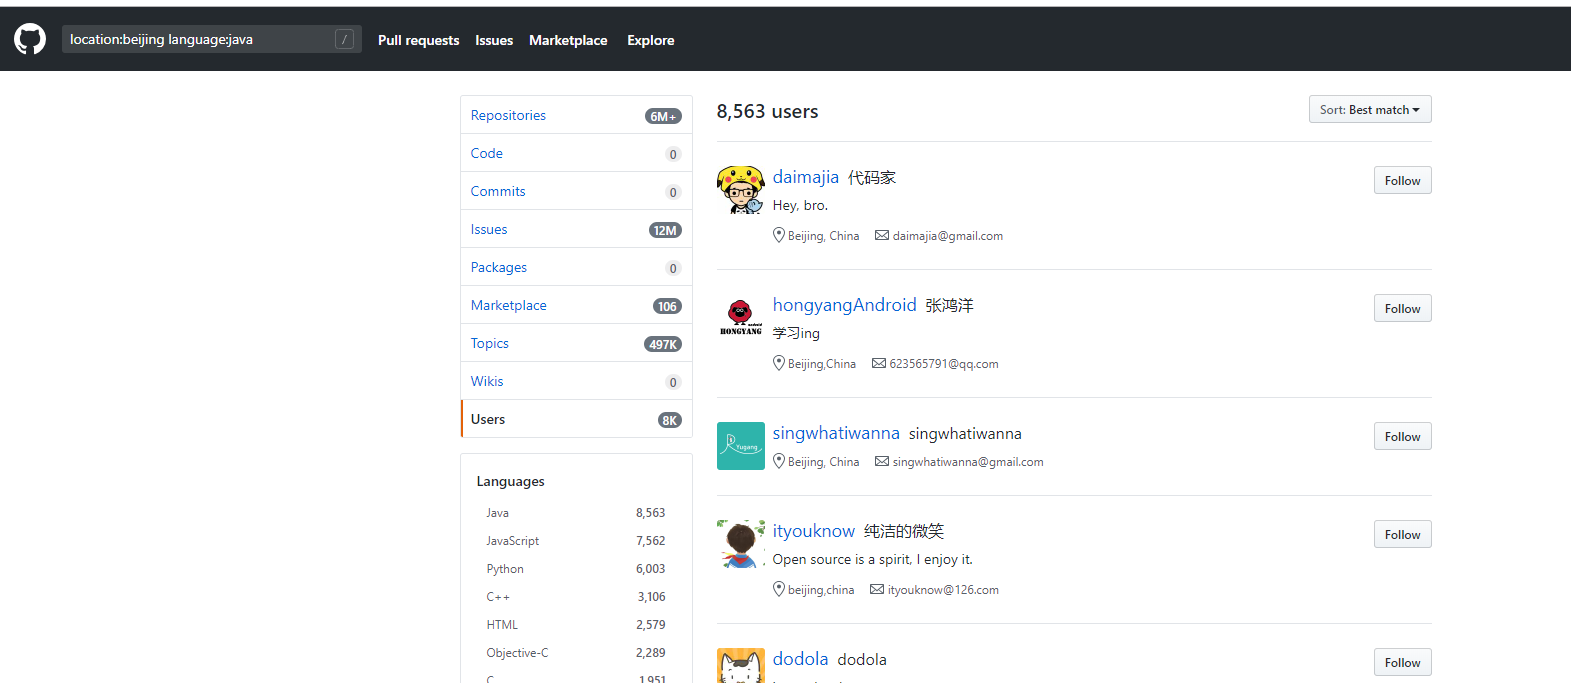 location:beijing language:java /
Pull requests Issues Marketplace Explore
Repositories 6M+
Code 0
Commits 0
Issues 12M
Packages 0
Marketplace 106
Topics 497K
Wikis 0
Users 8K
Languages
Java 8,563
JavaScript 7,562
Python 6,003
C++ 3,106
HTML 2,579
Objective-C 2,289
C 1,951
8,563 users
Sort: Best match
daimajia 代码家
Follow
Hey, bro.
Beijing, China daimajia@gmail.com
hongyangAndroid 张鸿洋
Follow
android
HONGYANG
学习ing
Beijing,China 623565791@qq.com
singwhatiwanna singwhatiwanna
Follow
Yugang
Beijing, China singwhatiwanna@gmail.com
ityouknow 纯洁的微笑
Follow
Open source is a spirit, I enjoy it.
beijing,china ityouknow@126.com
dodola dodola
Follow